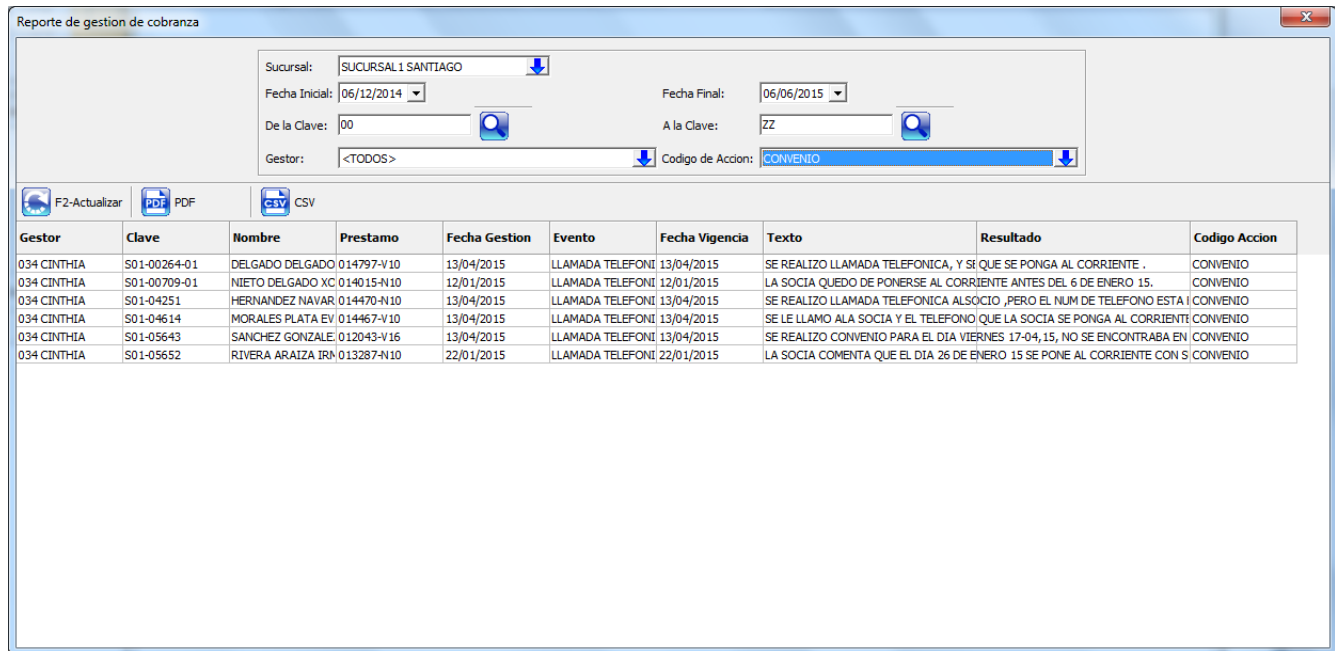 Reporte de gestion de cobranza
Sucursal: SUCURSAL 1 SANTIAGO
Fecha Inicial: 06/12/2014 Fecha Final: 06/06/2015
De la Clave: 00 A la Clave: ZZ
Gestor: <TODOS> Codigo de Accion: CONVENIO
F2-Actualizar PDF PDF CSV CSV
Gestor Clave Nombre Prestamo Fecha Gestion Evento Fecha Vigencia Texto Resultado Codigo Accion
034 CINTHIA S01-00264-01 DELGADO DELGADO 014797-V10 13/04/2015 LLAMADA TELEFONI 13/04/2015 SE REALIZO LLAMADA TELEFONICA, Y SE QUE SE PONGA AL CORRIENTE . CONVENIO
034 CINTHIA S01-00709-01 NIETO DELGADO XO 014015-N10 12/01/2015 LLAMADA TELEFONI 12/01/2015 LA SOCIA QUEDO DE PONERSE AL CORRIENTE ANTES DEL 6 DE ENERO 15. CONVENIO
034 CINTHIA S01-04251 HERNANDEZ NAVAR 014470-N10 13/04/2015 LLAMADA TELEFONI 13/04/2015 SE REALIZO LLAMADA TELEFONICA ALSOCIO ,PERO EL NUM DE TELEFONO ESTA CONVENIO
034 CINTHIA S01-04614 MORALES PLATA EV 014467-V10 13/04/2015 LLAMADA TELEFONI 13/04/2015 SE LE LLAMO ALA SOCIA Y EL TELEFONO QUE LA SOCIA SE PONGA AL CORRIENTE CONVENIO
034 CINTHIA S01-05643 SANCHEZ GONZALE 012043-V16 13/04/2015 LLAMADA TELEFONI 13/04/2015 SE REALIZO CONVENIO PARA EL DIA VIERNES 17-04,15, NO SE ENCONTRABA EN CONVENIO
034 CINTHIA S01-05652 RIVERA ARAIZA IRM 013287-N10 22/01/2015 LLAMADA TELEFONI 22/01/2015 LA SOCIA COMENTA QUE EL DIA 26 DE ENERO 15 SE PONE AL CORRIENTE CON S CONVENIO